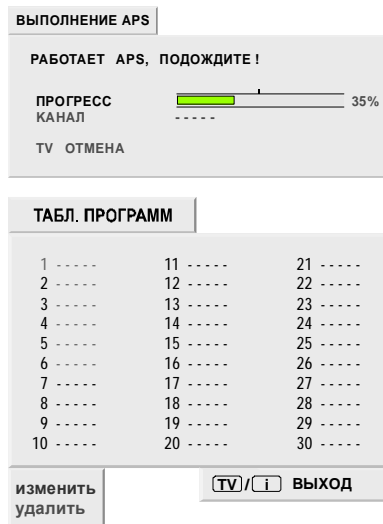 ВЫПОЛНЕНИЕ APS
РАБОТАЕТ APS, ПОДОЖДИТЕ !
ПРОГРЕСС 35%
КАНАЛ - - - - -
TV ОТМЕНА
ТАБЛ. ПРОГРАММ
1 - - - - - 11 - - - - - 21 - - - - -
2 - - - - - 12 - - - - - 22 - - - - -
3 - - - - - 13 - - - - - 23 - - - - -
4 - - - - - 14 - - - - - 24 - - - - -
5 - - - - - 15 - - - - - 25 - - - - -
6 - - - - - 16 - - - - - 26 - - - - -
7 - - - - - 17 - - - - - 27 - - - - -
8 - - - - - 18 - - - - - 28 - - - - -
9 - - - - - 19 - - - - - 29 - - - - -
10 - - - - - 20 - - - - - 30 - - - - -
TV / i ВЫХОД
изменить
удалить